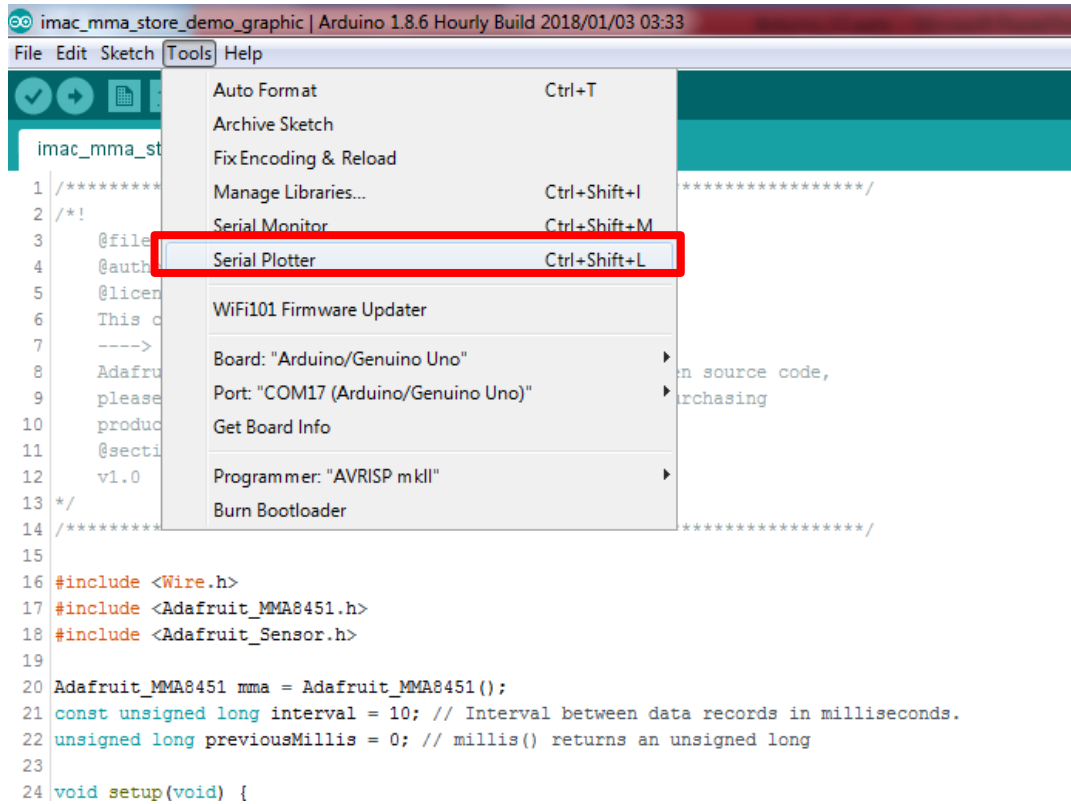 imac_mma_store_demo_graphic | Arduino 1.8.6 Hourly Build 2018/01/03 03:33
File Edit Sketch Tools Help
Auto Format Ctrl+T
Archive Sketch
Fix Encoding & Reload
Manage Libraries... Ctrl+Shift+I
Serial Monitor Ctrl+Shift+M
Serial Plotter Ctrl+Shift+L
WiFi101 Firmware Updater
Board: "Arduino/Genuino Uno"
Port: "COM17 (Arduino/Genuino Uno)"
Get Board Info
Programmer: "AVRISP mkII"
Burn Bootloader
imac_mma_st
1 /********* *****************/
2 /*!
3 @file
4 @auth
5 @licen
6 This c
7 ---->
8 Adafru n source code,
9 please rchasing
10 produc
11 @secti
12 v1.0
13 */
14 /********* *****************/
15
16 #include <Wire.h>
17 #include <Adafruit_MMA8451.h>
18 #include <Adafruit_Sensor.h>
19
20 Adafruit_MMA8451 mma = Adafruit_MMA8451();
21 const unsigned long interval = 10; // Interval between data records in milliseconds.
22 unsigned long previousMillis = 0; // millis() returns an unsigned long
23
24 void setup(void) {